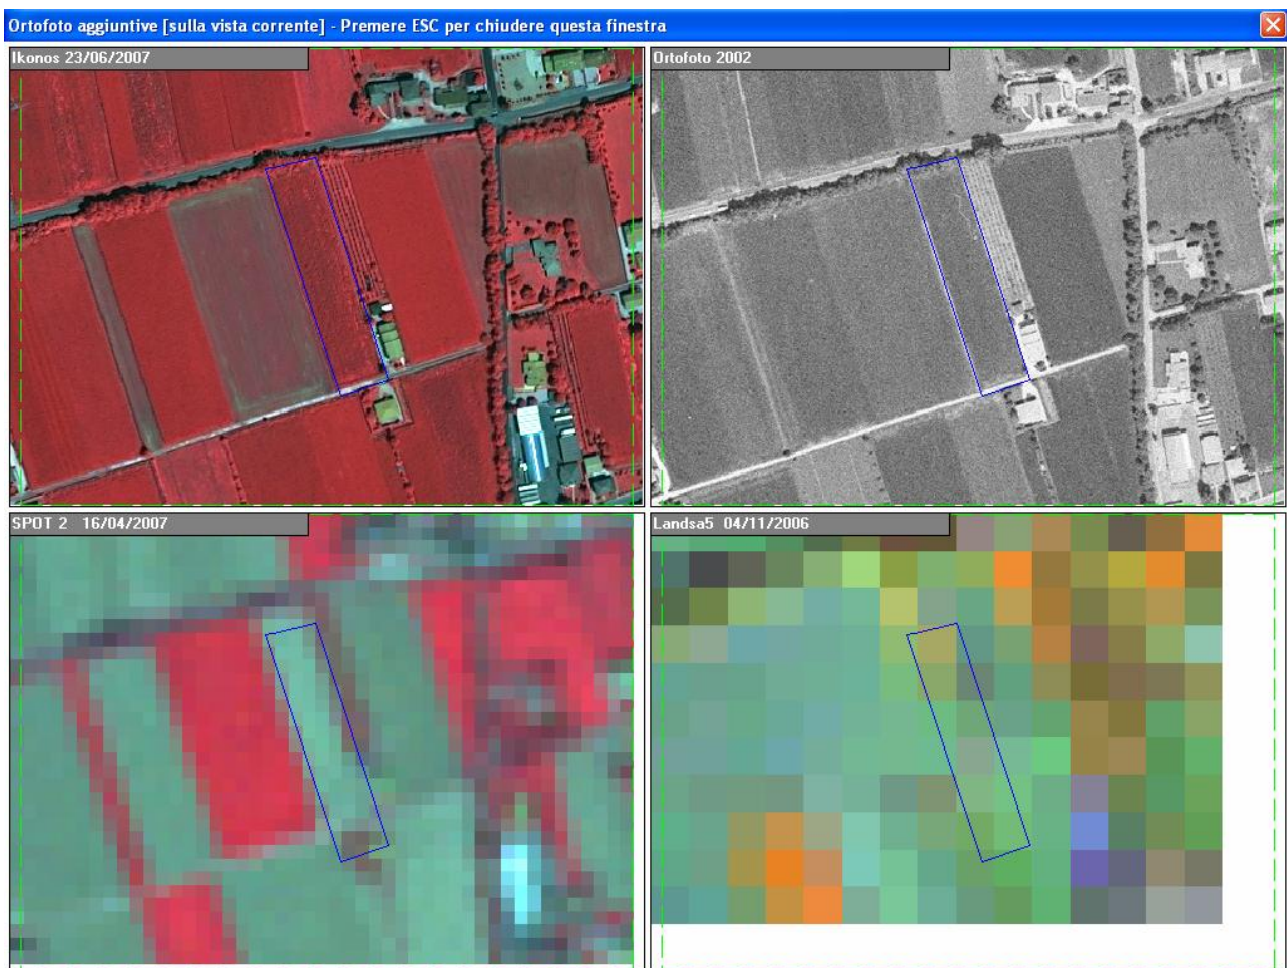 Ortofoto aggiuntive [sulla vista corrente] - Premere ESC per chiudere questa finestra
Ikonos 23/06/2007
Ortofoto 2002
SPOT 2 16/04/2007
Landsa5 04/11/2006